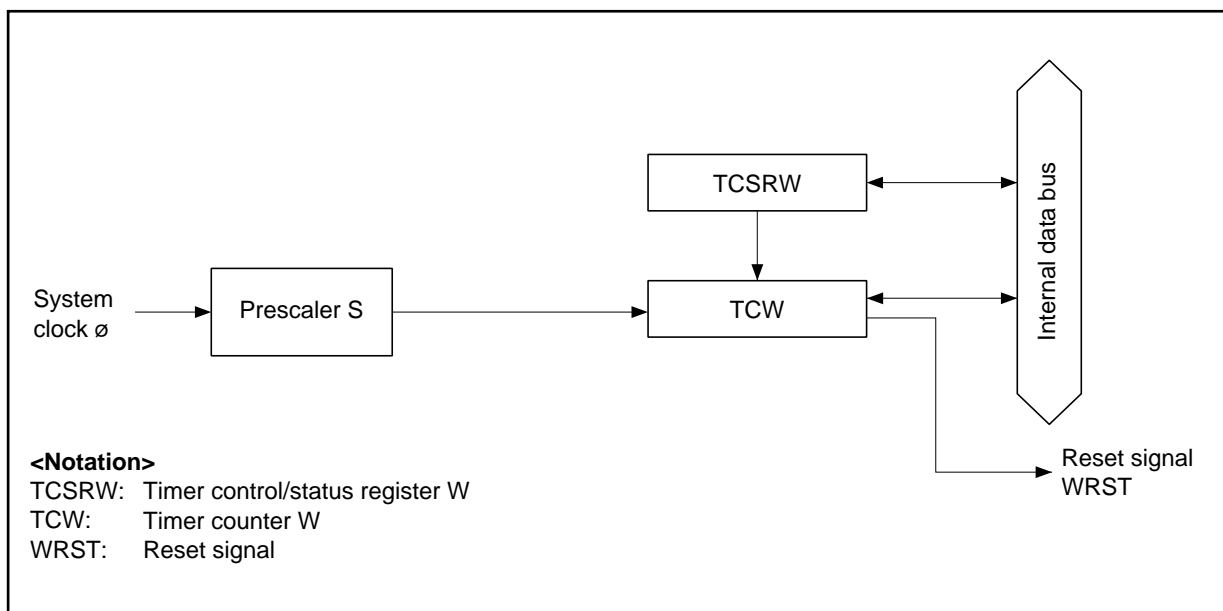 TCSRW
Internal data bus
System
clock ø
Prescaler S
TCW
Reset signal
WRST
<Notation>
TCSRW: Timer control/status register W
TCW: Timer counter W
WRST: Reset signal